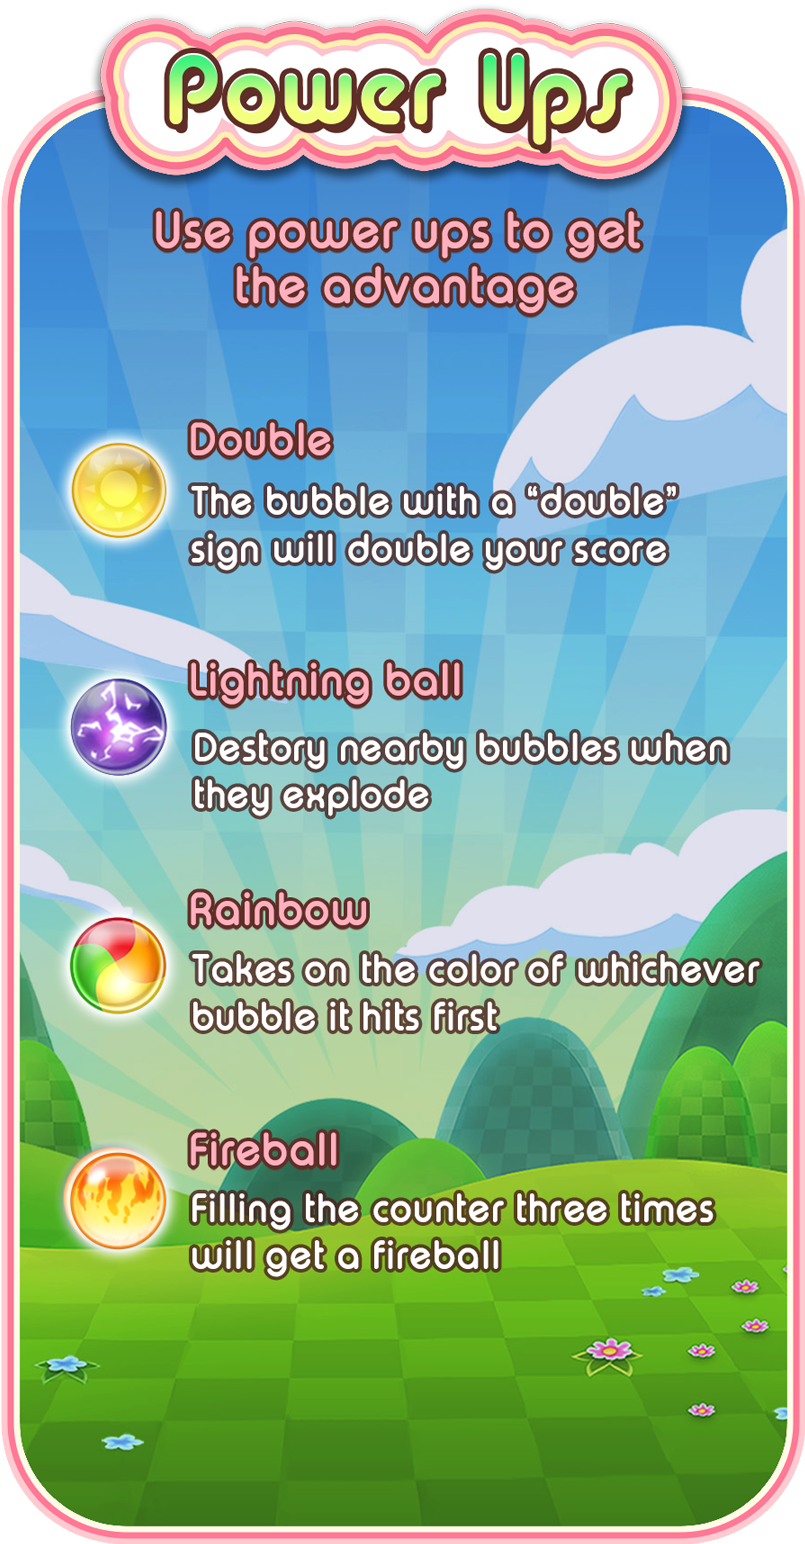 Power Ups
Use power ups to get
the advantage
Double
The bubble with a “double”
sign will double your score
Lightning ball
Destory nearby bubbles when
they explode
Rainbow
Takes on the color of whichever
bubble it hits first
Fireball
Filling the counter three times
will get a fireball